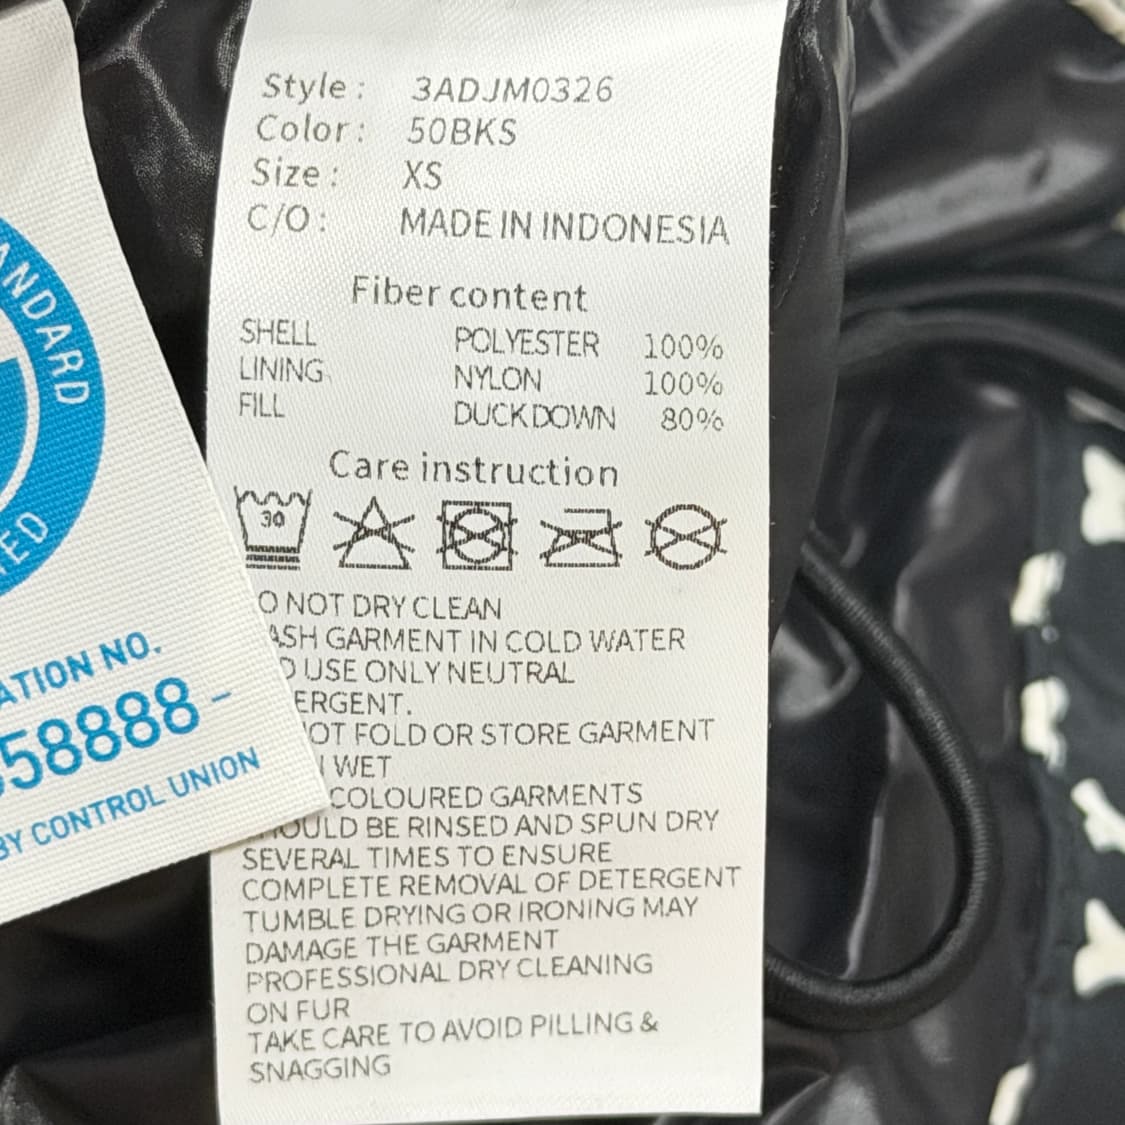 Style : 3ADJM0326
Color : 50BKS
Size : XS
C/O : MADE IN INDONESIA
Fiber content
SHELL POLYESTER 100%
LINING NYLON 100%
FILL DUCK DOWN 80%
Care instruction
30
O NOT DRY CLEAN
ASH GARMENT IN COLD WATER
D USE ONLY NEUTRAL
ERGENT.
OT FOLD OR STORE GARMENT
WET
COLOURED GARMENTS
OULD BE RINSED AND SPUN DRY
SEVERAL TIMES TO ENSURE
COMPLETE REMOVAL OF DETERGENT
TUMBLE DRYING OR IRONING MAY
DAMAGE THE GARMENT
PROFESSIONAL DRY CLEANING
ON FUR
TAKE CARE TO AVOID PILLING &
SNAGGING
ANDARD
ED
ATION NO.
58888 -
BY CONTROL UNION